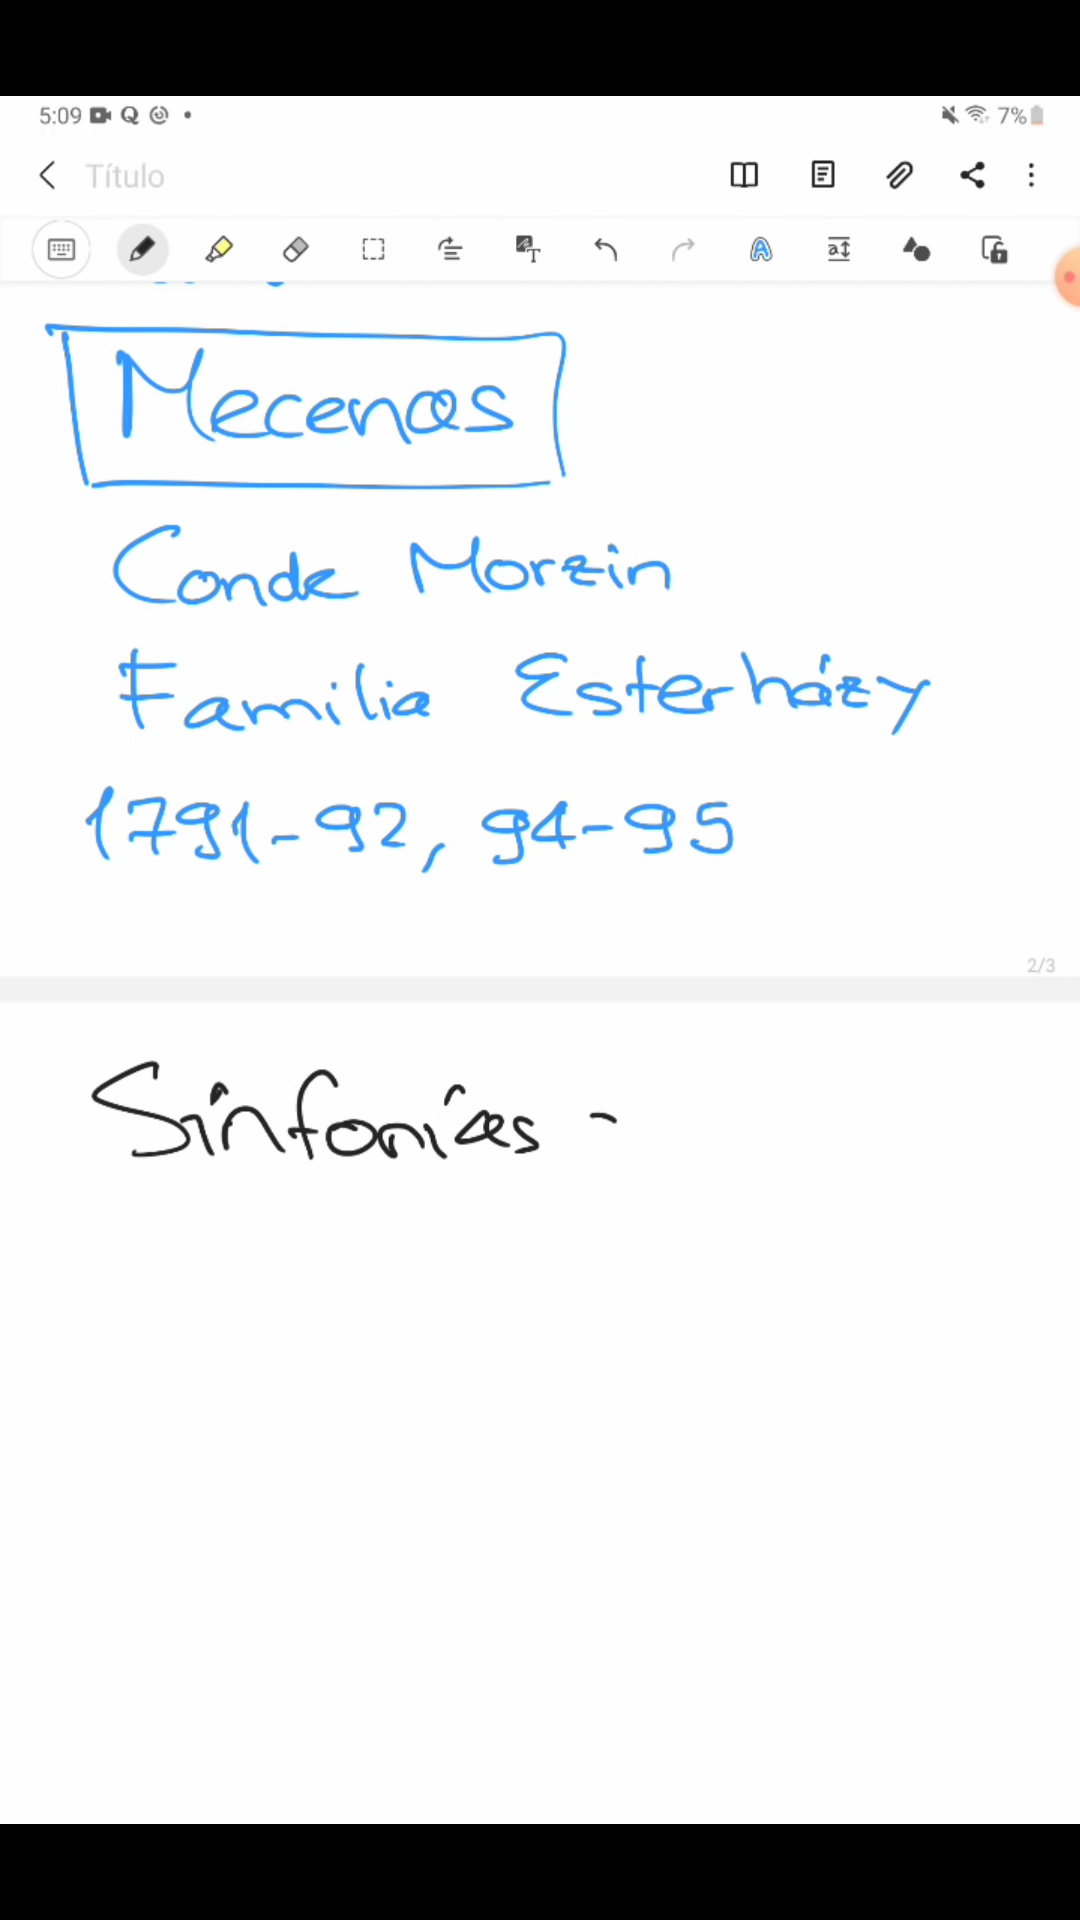 5:09 7%
Título
Mecenas
Conde Morzin
Familia Esterházy
1791-92, 94-95
2/3
Sinfonías -